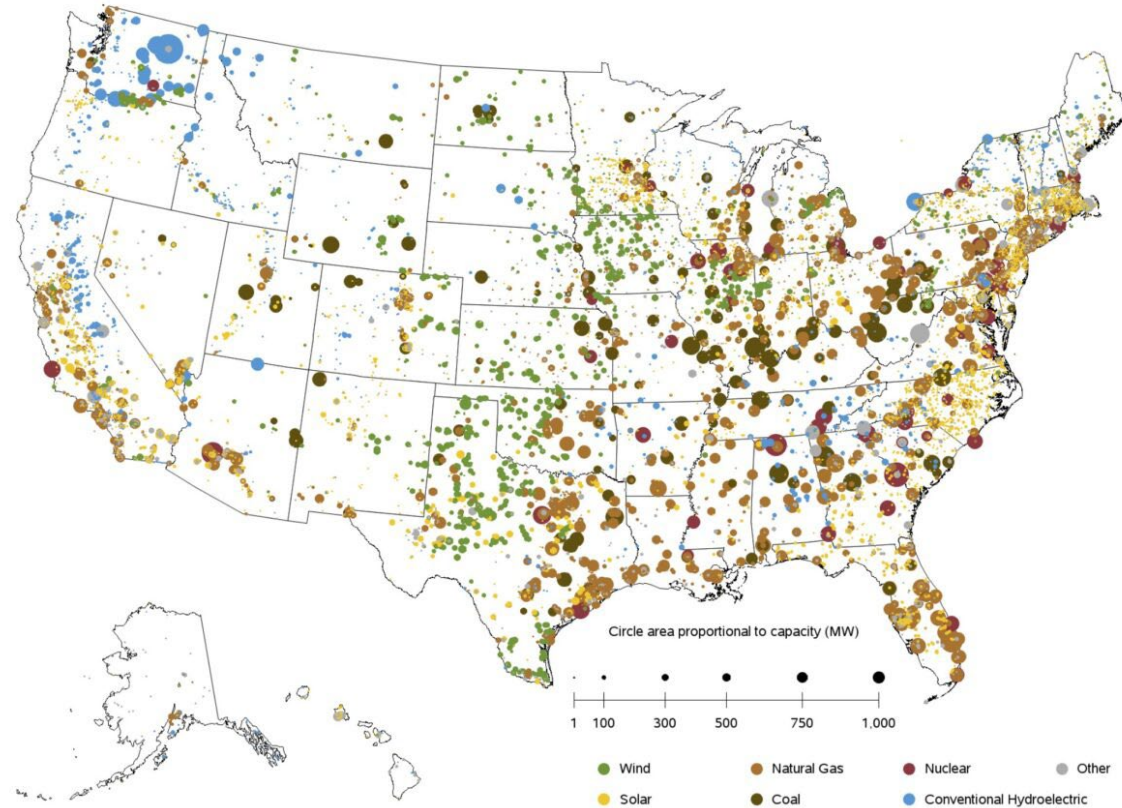 Circle area proportional to capacity (MW)
1 100 300 500 750 1,000
Wind Natural Gas Nuclear Other
Solar Coal Conventional Hydroelectric